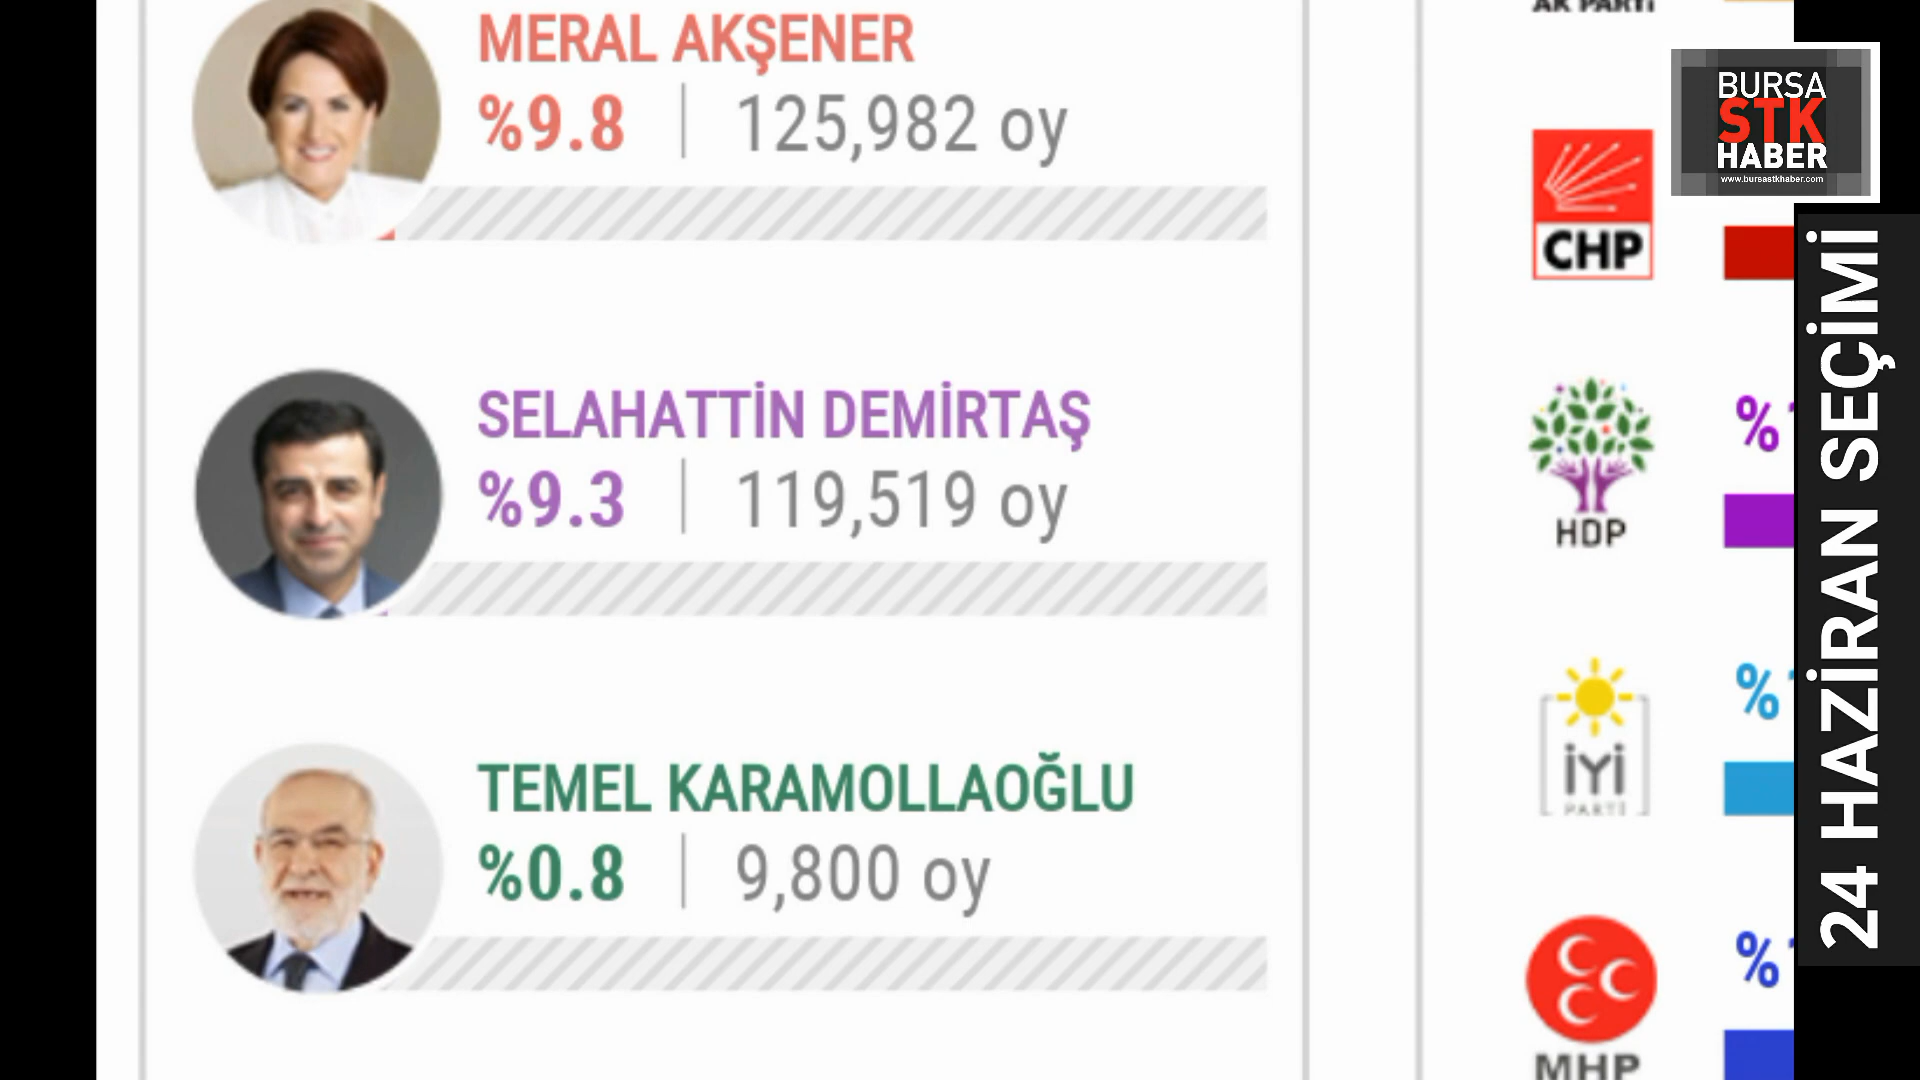 MERAL AKŞENER
%9.8 125,982 oy
SELAHATTİN DEMİRTAŞ
%9.3 119,519 oy
TEMEL KARAMOLLAOĞLU
%0.8 9,800 oy
AK PARTİ
CHP
HDP
%
İYİ
PARTİ
%
MHP
%
BURSA
STK
HABER
www.bursastkhaber.com
24 HAZİRAN SEÇİMİ